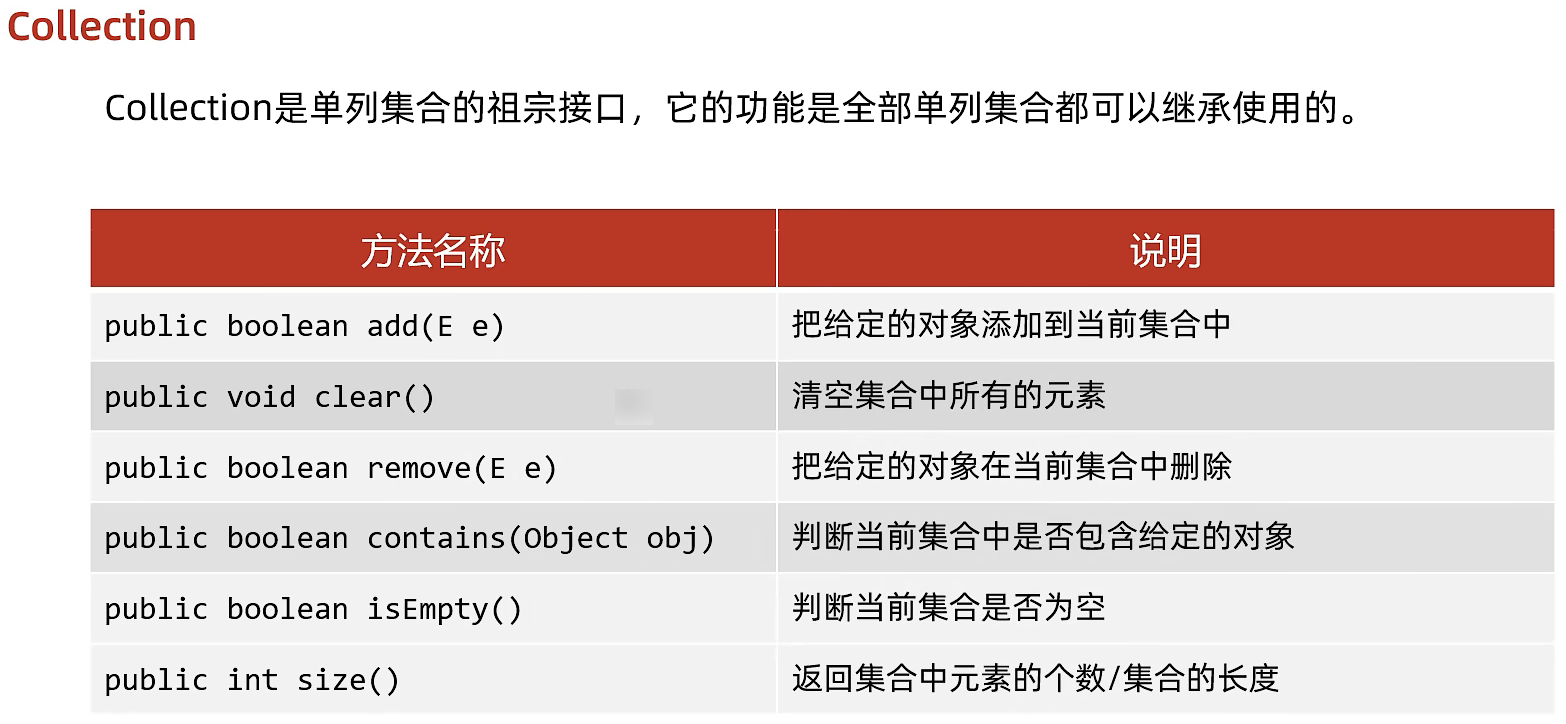 Collection
Collection是单列集合的祖宗接口，它的功能是全部单列集合都可以继承使用的。
方法名称 说明
public boolean add(E e) 把给定的对象添加到当前集合中
public void clear() 清空集合中所有的元素
public boolean remove(E e) 把给定的对象在当前集合中删除
public boolean contains(Object obj) 判断当前集合中是否包含给定的对象
public boolean isEmpty() 判断当前集合是否为空
public int size() 返回集合中元素的个数/集合的长度